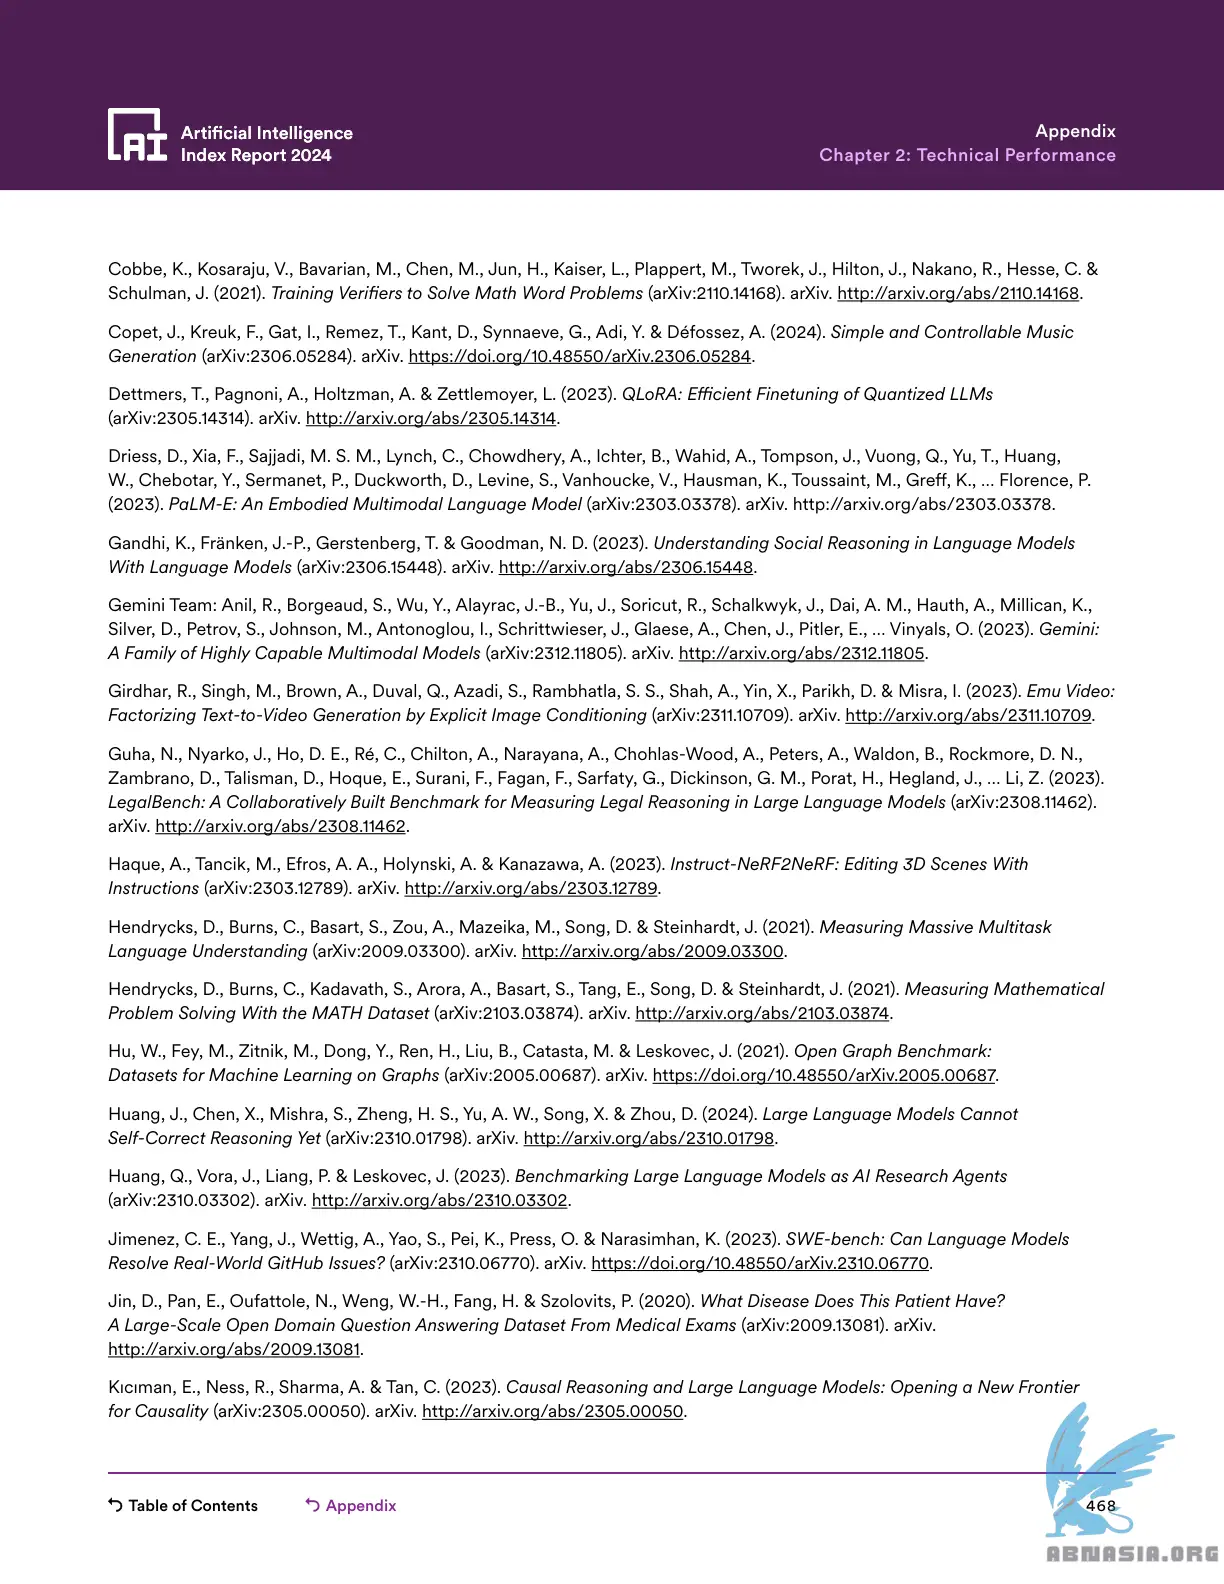 AI Artificial Intelligence
Index Report 2024
Appendix
Chapter 2: Technical Performance
Cobbe, K., Kosaraju, V., Bavarian, M., Chen, M., Jun, H., Kaiser, L., Plappert, M., Tworek, J., Hilton, J., Nakano, R., Hesse, C. &
Schulman, J. (2021). Training Verifiers to Solve Math Word Problems (arXiv:2110.14168). arXiv. http://arxiv.org/abs/2110.14168.
Copet, J., Kreuk, F., Gat, I., Remez, T., Kant, D., Synnaeve, G., Adi, Y. & Défossez, A. (2024). Simple and Controllable Music
Generation (arXiv:2306.05284). arXiv. https://doi.org/10.48550/arXiv.2306.05284.
Dettmers, T., Pagnoni, A., Holtzman, A. & Zettlemoyer, L. (2023). QLoRA: Efficient Finetuning of Quantized LLMs
(arXiv:2305.14314). arXiv. http://arxiv.org/abs/2305.14314.
Driess, D., Xia, F., Sajjadi, M. S. M., Lynch, C., Chowdhery, A., Ichter, B., Wahid, A., Tompson, J., Vuong, Q., Yu, T., Huang,
W., Chebotar, Y., Sermanet, P., Duckworth, D., Levine, S., Vanhoucke, V., Hausman, K., Toussaint, M., Greff, K., ... Florence, P.
(2023). PaLM-E: An Embodied Multimodal Language Model (arXiv:2303.03378). arXiv. http://arxiv.org/abs/2303.03378.
Gandhi, K., Fränken, J.-P., Gerstenberg, T. & Goodman, N. D. (2023). Understanding Social Reasoning in Language Models
With Language Models (arXiv:2306.15448). arXiv. http://arxiv.org/abs/2306.15448.
Gemini Team: Anil, R., Borgeaud, S., Wu, Y., Alayrac, J.-B., Yu, J., Soricut, R., Schalkwyk, J., Dai, A. M., Hauth, A., Millican, K.,
Silver, D., Petrov, S., Johnson, M., Antonoglou, I., Schrittwieser, J., Glaese, A., Chen, J., Pitler, E., ... Vinyals, O. (2023). Gemini:
A Family of Highly Capable Multimodal Models (arXiv:2312.11805). arXiv. http://arxiv.org/abs/2312.11805.
Girdhar, R., Singh, M., Brown, A., Duval, Q., Azadi, S., Rambhatla, S. S., Shah, A., Yin, X., Parikh, D. & Misra, I. (2023). Emu Video:
Factorizing Text-to-Video Generation by Explicit Image Conditioning (arXiv:2311.10709). arXiv. http://arxiv.org/abs/2311.10709.
Guha, N., Nyarko, J., Ho, D. E., Ré, C., Chilton, A., Narayana, A., Chohlas-Wood, A., Peters, A., Waldon, B., Rockmore, D. N.,
Zambrano, D., Talisman, D., Hoque, E., Surani, F., Fagan, F., Sarfaty, G., Dickinson, G. M., Porat, H., Hegland, J., ... Li, Z. (2023).
LegalBench: A Collaboratively Built Benchmark for Measuring Legal Reasoning in Large Language Models (arXiv:2308.11462).
arXiv. http://arxiv.org/abs/2308.11462.
Haque, A., Tancik, M., Efros, A. A., Holynski, A. & Kanazawa, A. (2023). Instruct-NeRF2NeRF: Editing 3D Scenes With
Instructions (arXiv:2303.12789). arXiv. http://arxiv.org/abs/2303.12789.
Hendrycks, D., Burns, C., Basart, S., Zou, A., Mazeika, M., Song, D. & Steinhardt, J. (2021). Measuring Massive Multitask
Language Understanding (arXiv:2009.03300). arXiv. http://arxiv.org/abs/2009.03300.
Hendrycks, D., Burns, C., Kadavath, S., Arora, A., Basart, S., Tang, E., Song, D. & Steinhardt, J. (2021). Measuring Mathematical
Problem Solving With the MATH Dataset (arXiv:2103.03874). arXiv. http://arxiv.org/abs/2103.03874.
Hu, W., Fey, M., Zitnik, M., Dong, Y., Ren, H., Liu, B., Catasta, M. & Leskovec, J. (2021). Open Graph Benchmark:
Datasets for Machine Learning on Graphs (arXiv:2005.00687). arXiv. https://doi.org/10.48550/arXiv.2005.00687.
Huang, J., Chen, X., Mishra, S., Zheng, H. S., Yu, A. W., Song, X. & Zhou, D. (2024). Large Language Models Cannot
Self-Correct Reasoning Yet (arXiv:2310.01798). arXiv. http://arxiv.org/abs/2310.01798.
Huang, Q., Vora, J., Liang, P. & Leskovec, J. (2023). Benchmarking Large Language Models as AI Research Agents
(arXiv:2310.03302). arXiv. http://arxiv.org/abs/2310.03302.
Jimenez, C. E., Yang, J., Wettig, A., Yao, S., Pei, K., Press, O. & Narasimhan, K. (2023). SWE-bench: Can Language Models
Resolve Real-World GitHub Issues? (arXiv:2310.06770). arXiv. https://doi.org/10.48550/arXiv.2310.06770.
Jin, D., Pan, E., Oufattole, N., Weng, W.-H., Fang, H. & Szolovits, P. (2020). What Disease Does This Patient Have?
A Large-Scale Open Domain Question Answering Dataset From Medical Exams (arXiv:2009.13081). arXiv.
http://arxiv.org/abs/2009.13081.
Kıcıman, E., Ness, R., Sharma, A. & Tan, C. (2023). Causal Reasoning and Large Language Models: Opening a New Frontier
for Causality (arXiv:2305.00050). arXiv. http://arxiv.org/abs/2305.00050.
Table of Contents
Appendix
468
ABNASIA.ORG